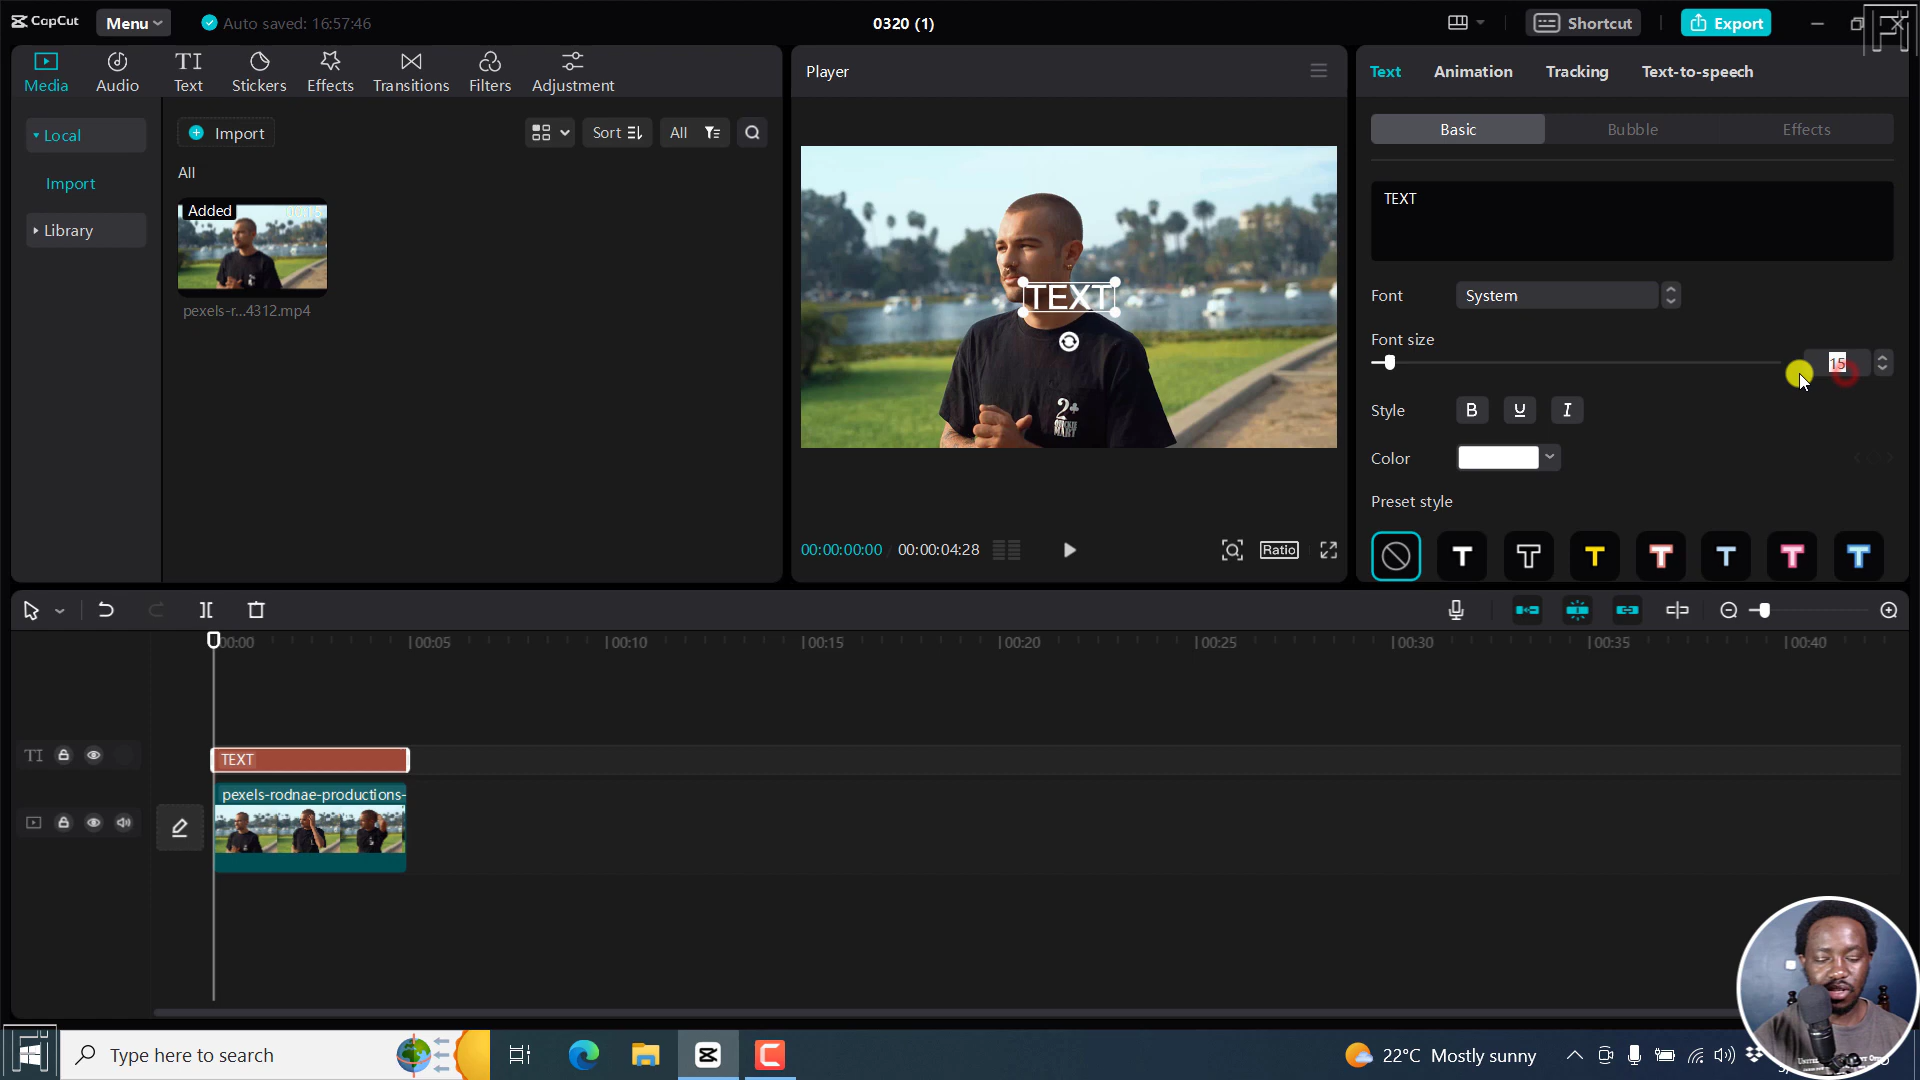 CapCut
Menu
Auto saved: 16:57:46
0320 (1)
Shortcut
Export
Media
Audio
Text
Stickers
Effects
Transitions
Filters
Adjustment
Local
Import
Library
Import
Sort
All
All
Added
pexels-r...4312.mp4
Player
TEXT
2
MART
00:00:00:00
00:00:04:28
Ratio
Text
Animation
Tracking
Text-to-speech
Basic
Bubble
Effects
TEXT
Font
System
Font size
15
Style
B U I
Color
Preset style
T T T T T T T
00:00
00:05
00:10
00:15
00:20
00:25
00:30
00:35
00:40
TI
TEXT
pexels-rodnae-productions-
Type here to search
22°C Mostly sunny